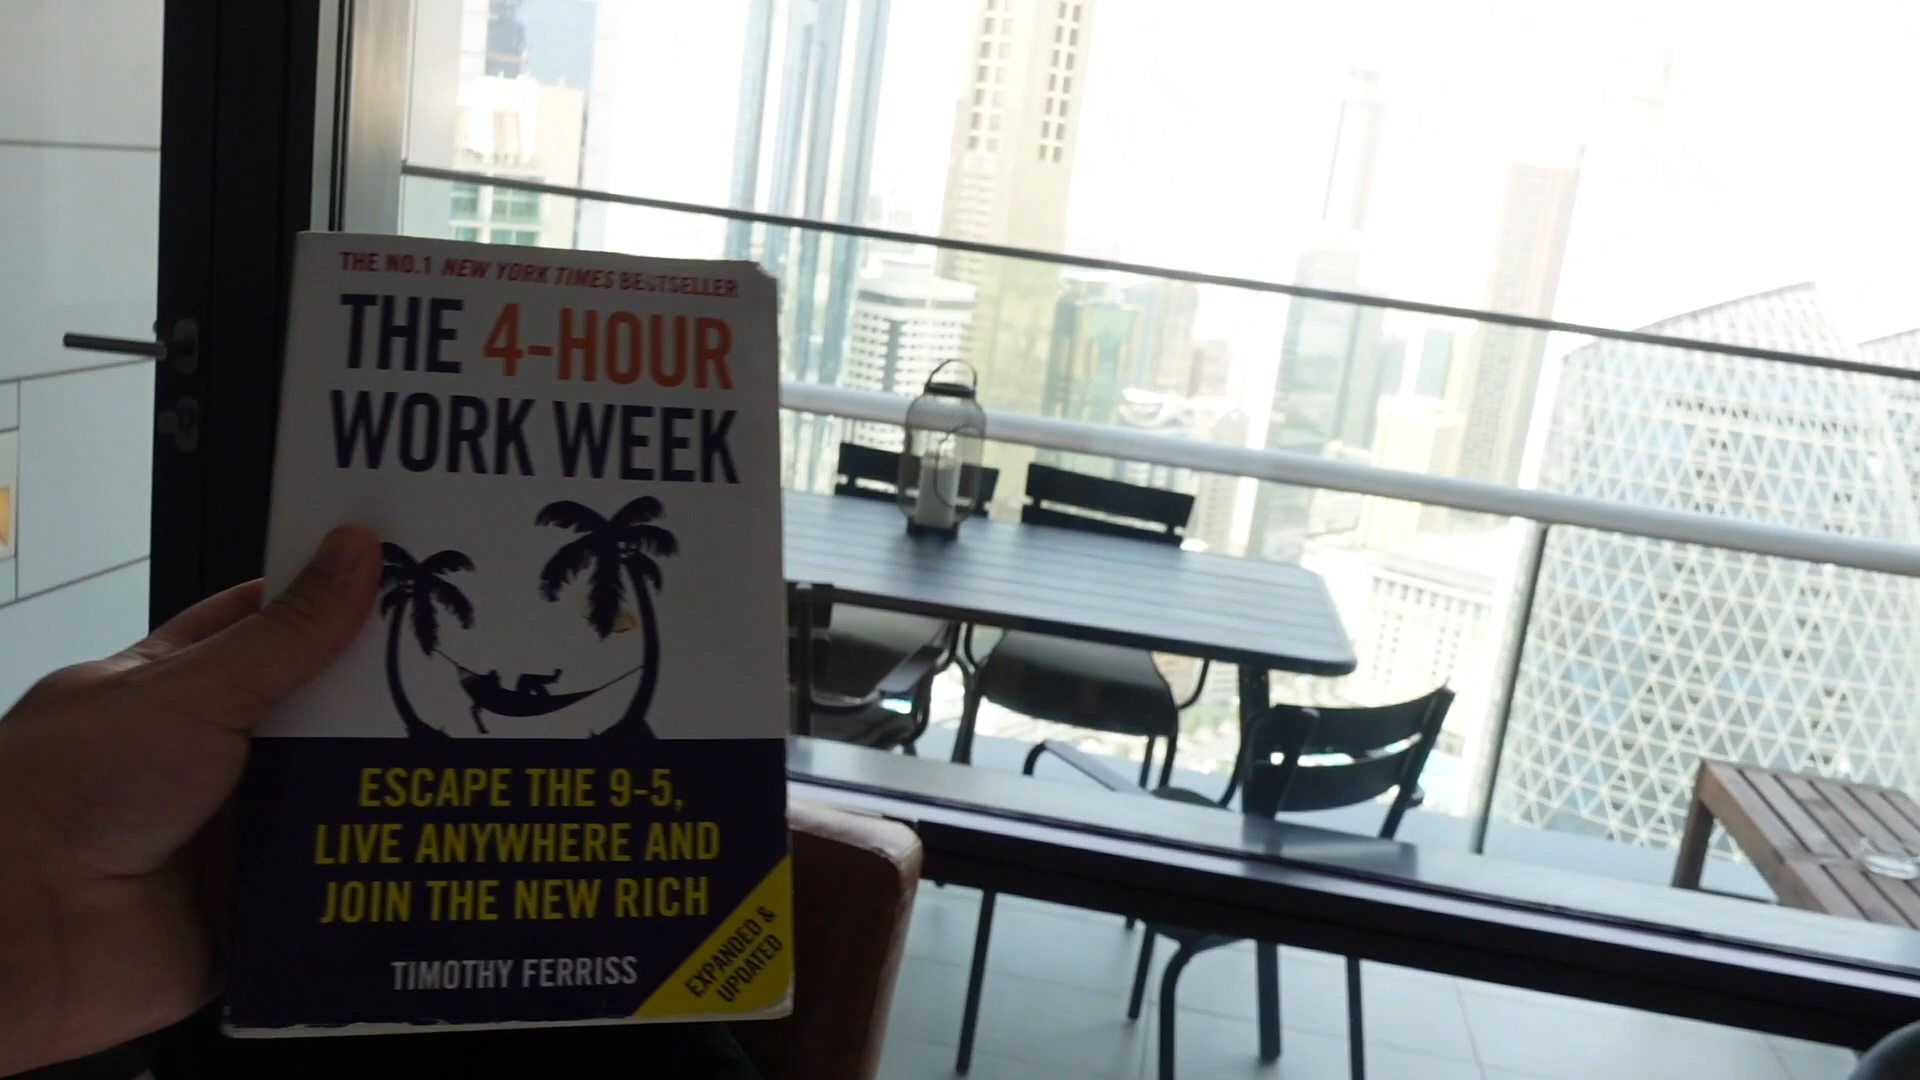 THE NO.1 NEW YORK TIMES BESTSELLER
THE 4-HOUR
WORK WEEK
ESCAPE THE 9-5,
LIVE ANYWHERE AND
JOIN THE NEW RICH
TIMOTHY FERRISS
EXPANDED &
UPDATED